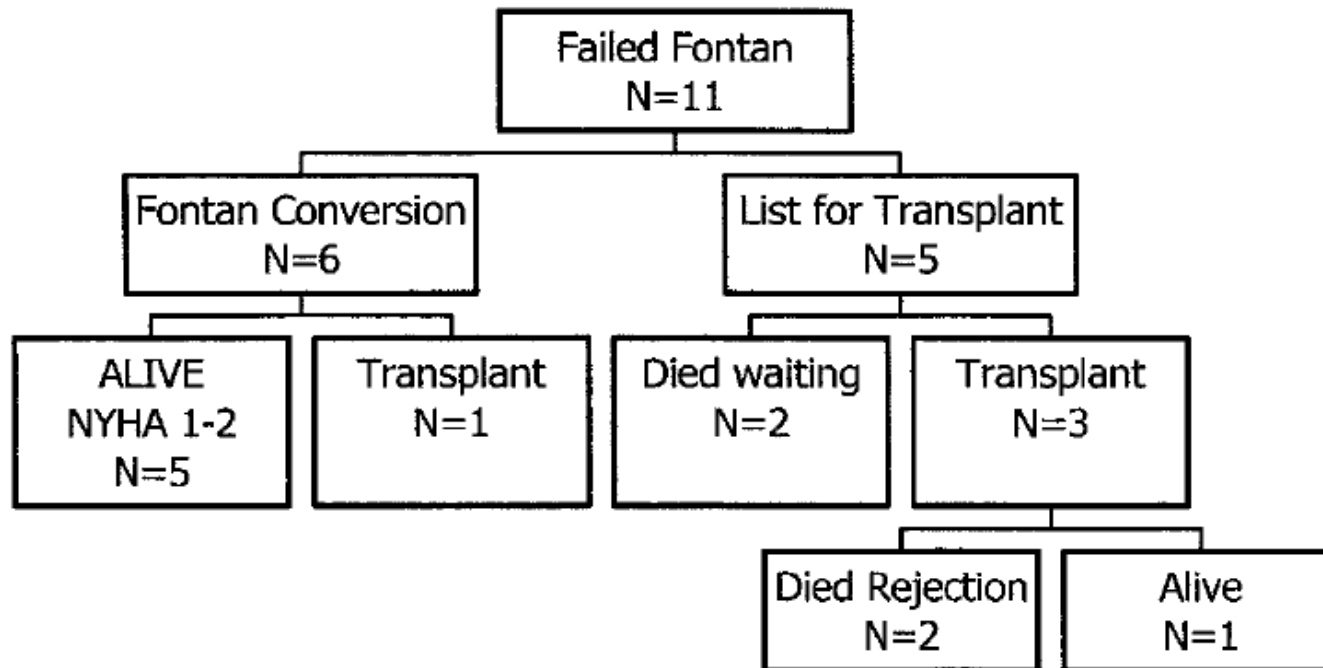 Failed Fontan
N=11
Fontan Conversion
N=6
List for Transplant
N=5
ALIVE
NYHA 1-2
N=5
Transplant
N=1
Died waiting
N=2
Transplant
N=3
Died Rejection
N=2
Alive
N=1